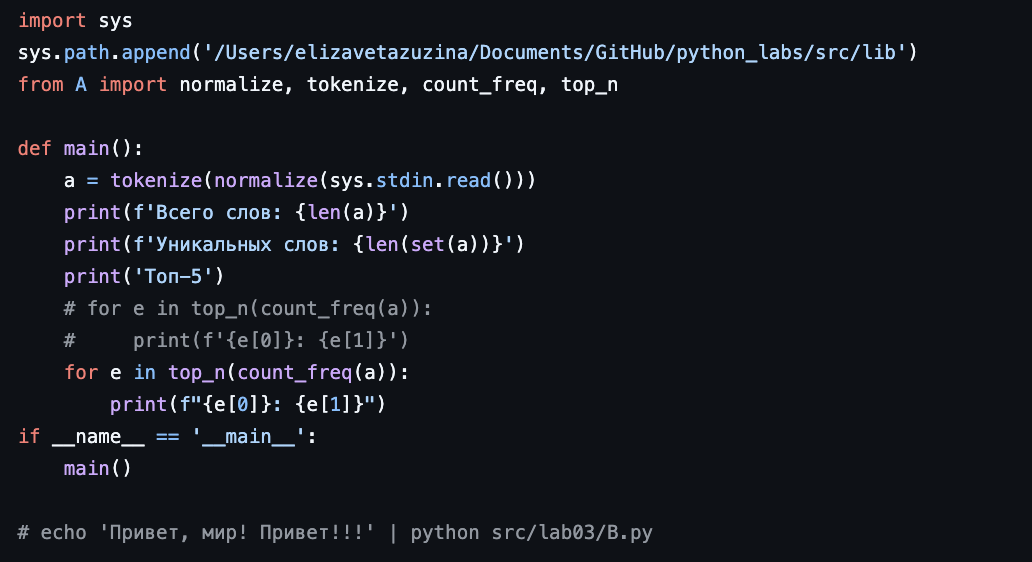 import sys
sys.path.append('/Users/elizavetazuzina/Documents/GitHub/python_labs/src/lib')
from A import normalize, tokenize, count_freq, top_n

def main():
    a = tokenize(normalize(sys.stdin.read()))
    print(f'Всего слов: {len(a)}')
    print(f'Уникальных слов: {len(set(a))}')
    print('Топ-5')
    # for e in top_n(count_freq(a)):
    #     print(f'{e[0]}: {e[1]}')
    for e in top_n(count_freq(a)):
        print(f"{e[0]}: {e[1]}")
if __name__ == '__main__':
    main()

# echo 'Привет, мир! Привет!!!' | python src/lab03/B.py